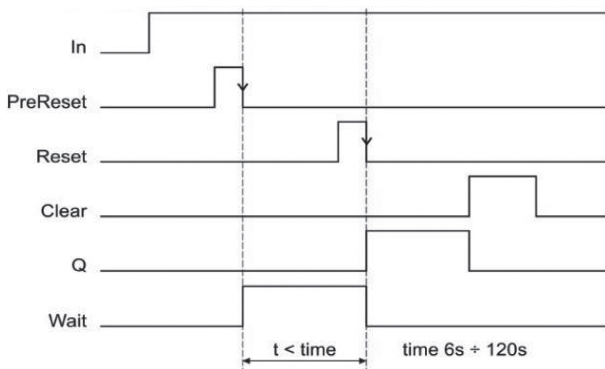 In
PreReset
Reset
Clear
Q
Wait
t < time
time 6s ÷ 120s